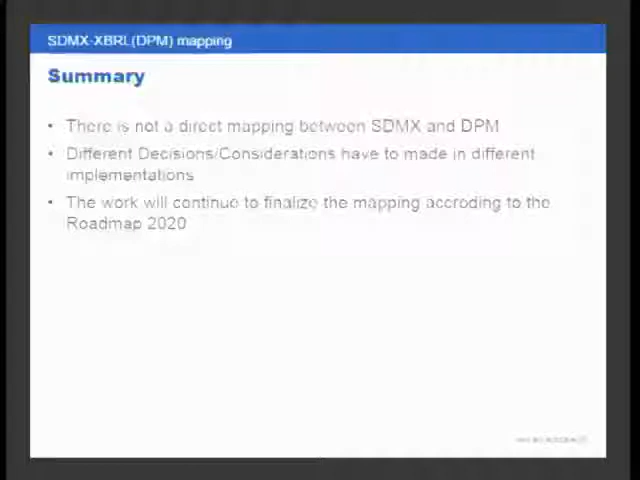 SDMX-XBRL(DPM) mapping
Summary
• There is not a direct mapping between SDMX and DPM
• Different Decisions/Considerations have to made in different
implementations
• The work will continue to finalize the mapping accroding to the
Roadmap 2020